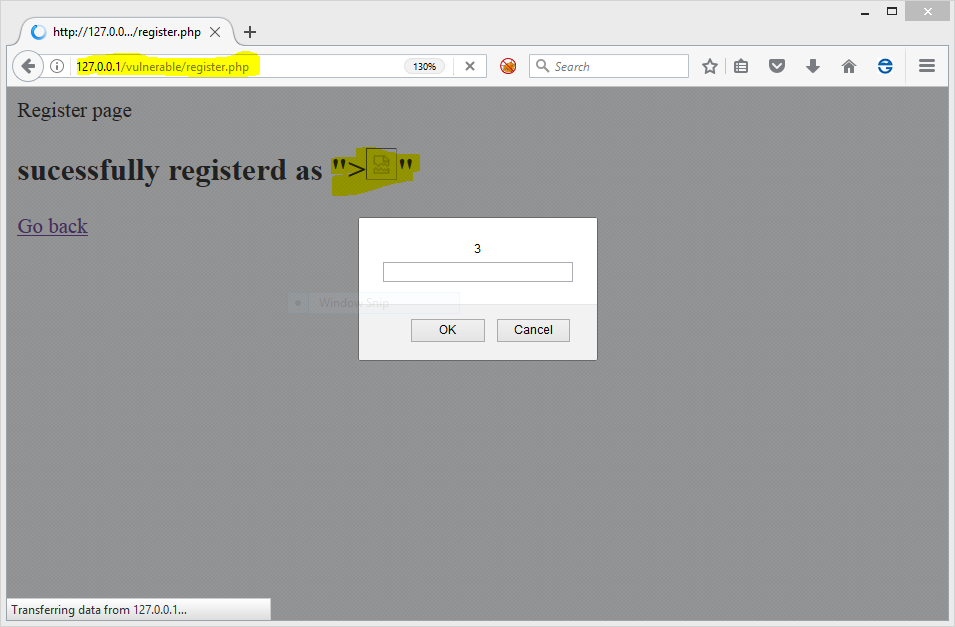 http://127.0.0.../register.php
127.0.0.1/vulnerable/register.php
130%
Search
Register page
sucessfully registerd as "> "
Go back
3
Window Snip
OK
Cancel
Transferring data from 127.0.0.1...